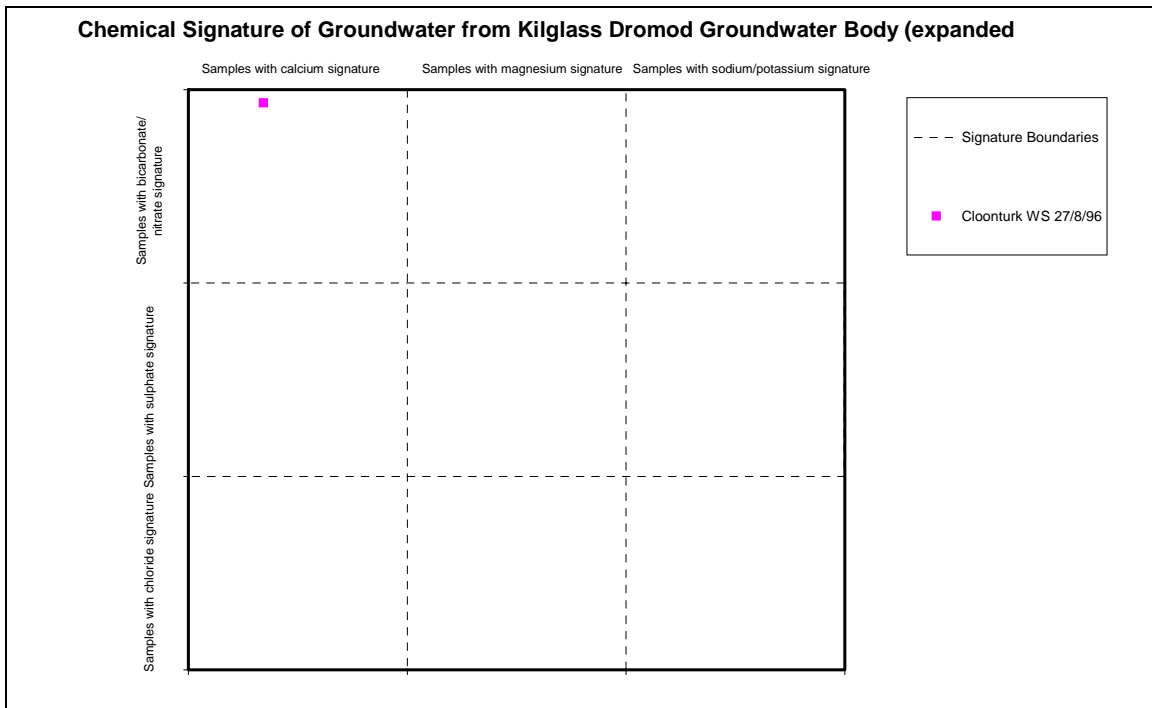 Chemical Signature of Groundwater from Kilglass Dromod Groundwater Body (expanded
Samples with calcium signature
Samples with magnesium signature
Samples with sodium/potassium signature
Samples with bicarbonate/
nitrate signature
Samples with sulphate signature
Samples with chloride signature
Signature Boundaries
Cloonturk WS 27/8/96